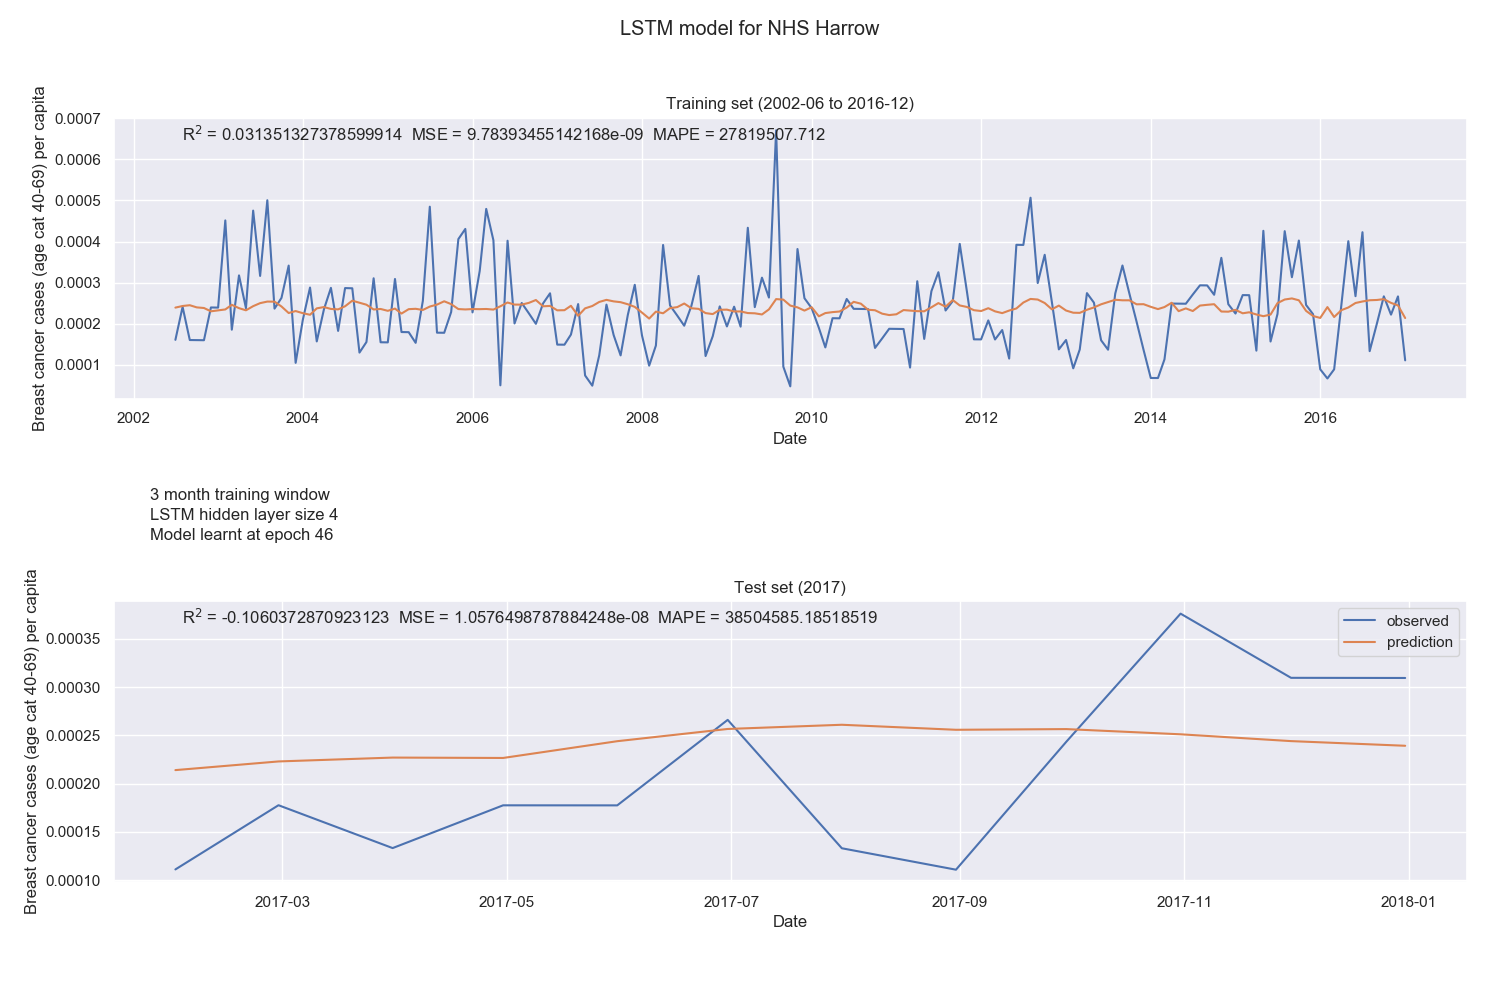 LSTM model for NHS Harrow
Training set (2002-06 to 2016-12)
R² = 0.031351327378599914 MSE = 9.78393455142168e-09 MAPE = 27819507.712
Breast cancer cases (age cat 40-69) per capita
0.0007
0.0006
0.0005
0.0004
0.0003
0.0002
0.0001
2002 2004 2006 2008 2010 2012 2014 2016
Date
3 month training window
LSTM hidden layer size 4
Model learnt at epoch 46
Test set (2017)
R² = -0.1060372870923123 MSE = 1.0576498787884248e-08 MAPE = 38504585.18518519
observed
prediction
Breast cancer cases (age cat 40-69) per capita
0.00035
0.00030
0.00025
0.00020
0.00015
0.00010
2017-03 2017-05 2017-07 2017-09 2017-11 2018-01
Date